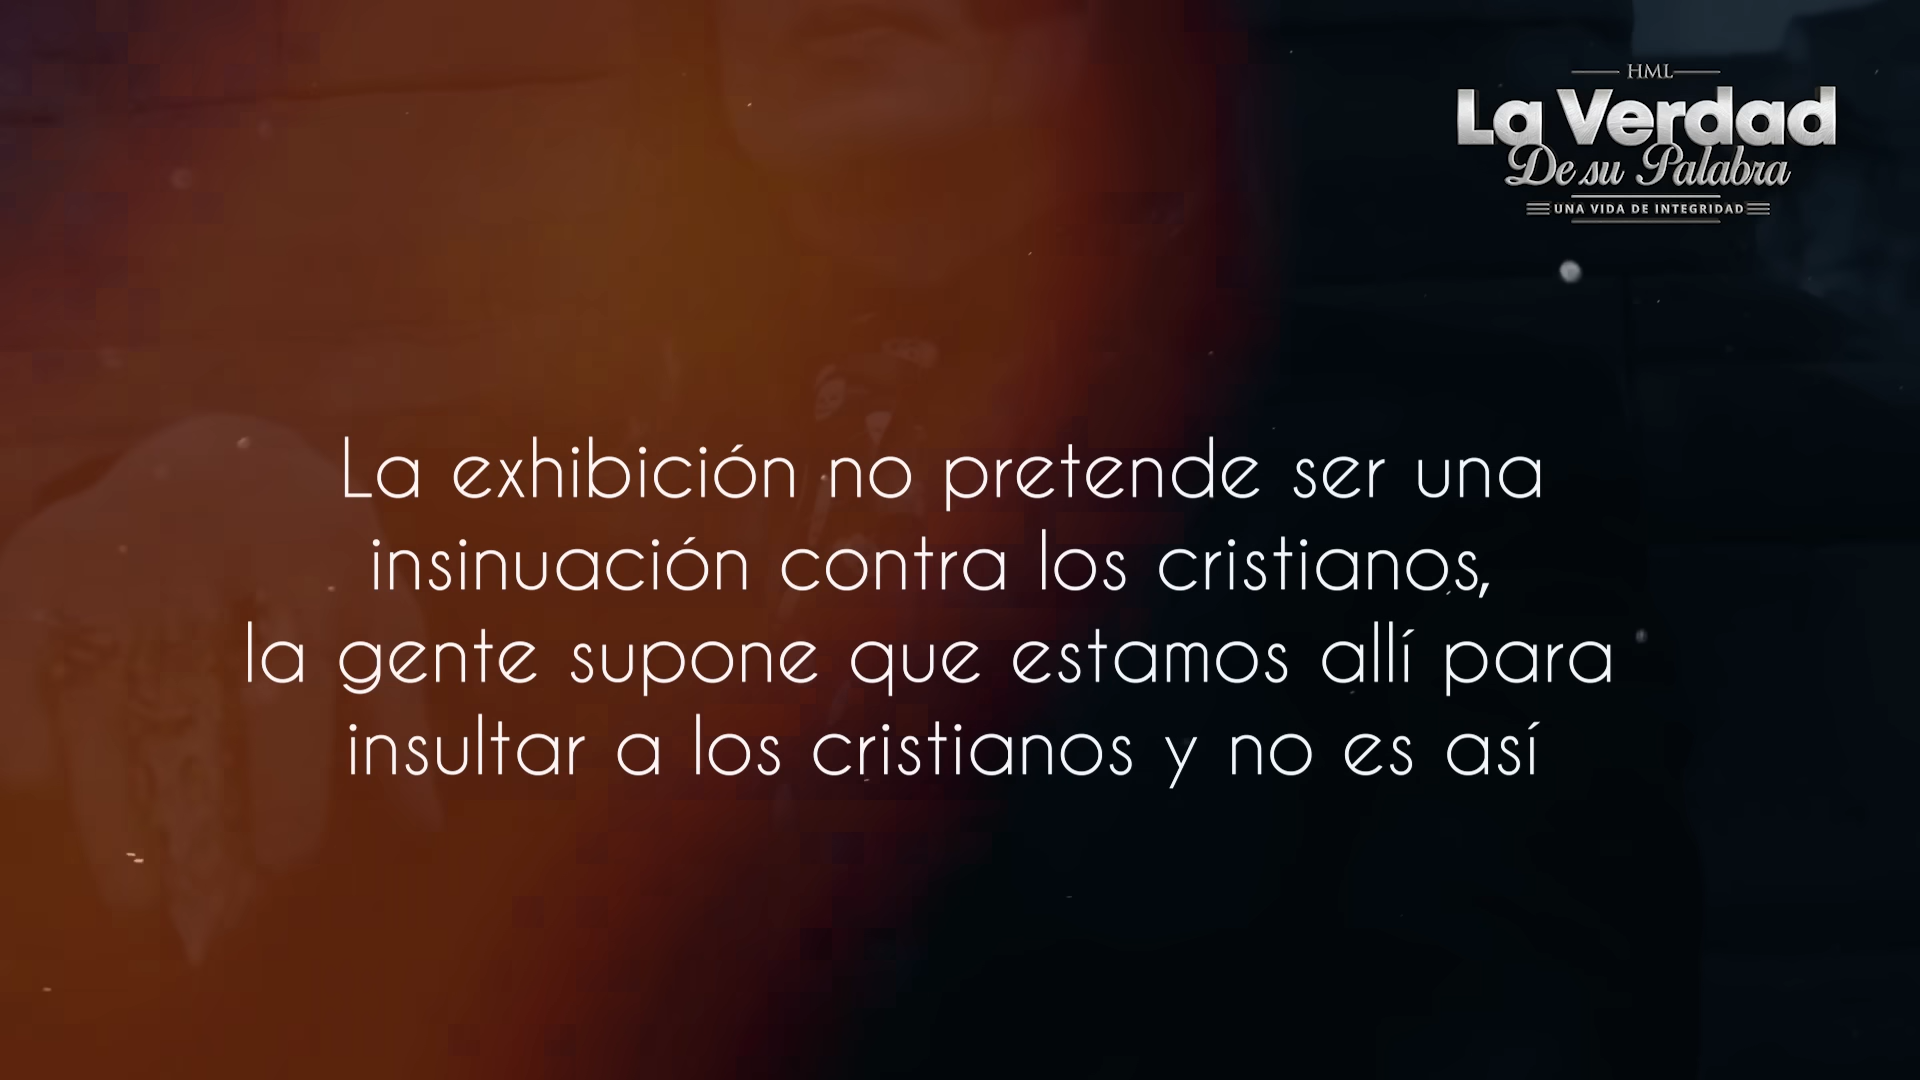 HML
La Verdad
De su Palabra
UNA VIDA DE INTEGRIDAD
La exhibición no pretende ser una
insinuación contra los cristianos,
la gente supone que estamos allí para
insultar a los cristianos y no es así